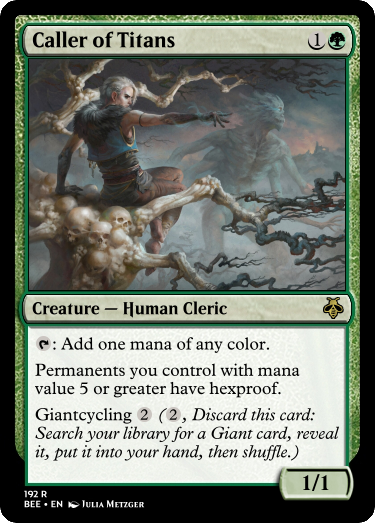 Caller of Titans 1
Creature — Human Cleric
: Add one mana of any color.
Permanents you control with mana
value 5 or greater have hexproof.
Giantcycling 2 (2, Discard this card:
Search your library for a Giant card, reveal
it, put it into your hand, then shuffle.)
1/1
192 R
BEE • EN Julia Metzger